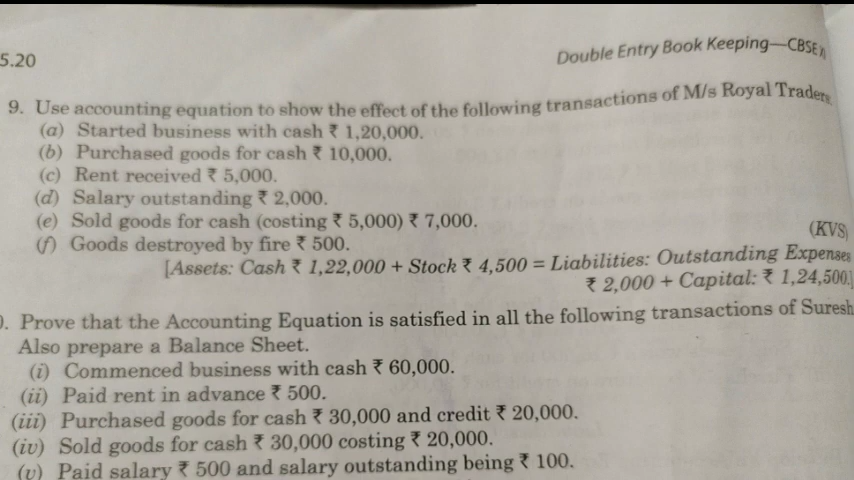 5.20
Double Entry Book Keeping—CBSE
9. Use accounting equation to show the effect of the following transactions of M/s Royal Traders.
(a) Started business with cash ₹ 1,20,000.
(b) Purchased goods for cash ₹ 10,000.
(c) Rent received ₹ 5,000.
(d) Salary outstanding ₹ 2,000.
(e) Sold goods for cash (costing ₹ 5,000) ₹ 7,000.
(f) Goods destroyed by fire ₹ 500.
(KVS)
[Assets: Cash ₹ 1,22,000 + Stock ₹ 4,500 = Liabilities: Outstanding Expenses
₹ 2,000 + Capital: ₹ 1,24,500.]
. Prove that the Accounting Equation is satisfied in all the following transactions of Suresh
Also prepare a Balance Sheet.
(i) Commenced business with cash ₹ 60,000.
(ii) Paid rent in advance ₹ 500.
(iii) Purchased goods for cash ₹ 30,000 and credit ₹ 20,000.
(iv) Sold goods for cash ₹ 30,000 costing ₹ 20,000.
(v) Paid salary ₹ 500 and salary outstanding being ₹ 100.